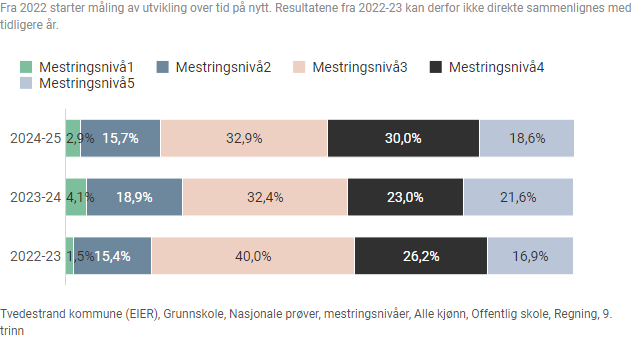 Fra 2022 starter måling av utvikling over tid på nytt. Resultatene fra 2022-23 kan derfor ikke direkte sammenlignes med
tidligere år.
Mestringsnivå1 Mestringsnivå2 Mestringsnivå3 Mestringsnivå4
Mestringsnivå5
2024-25 2,9% 15,7% 32,9% 30,0% 18,6%
2023-24 4,1% 18,9% 32,4% 23,0% 21,6%
2022-23 1,5% 15,4% 40,0% 26,2% 16,9%
Tvedestrand kommune (EIER), Grunnskole, Nasjonale prøver, mestringsnivåer, Alle kjønn, Offentlig skole, Regning, 9.
trinn